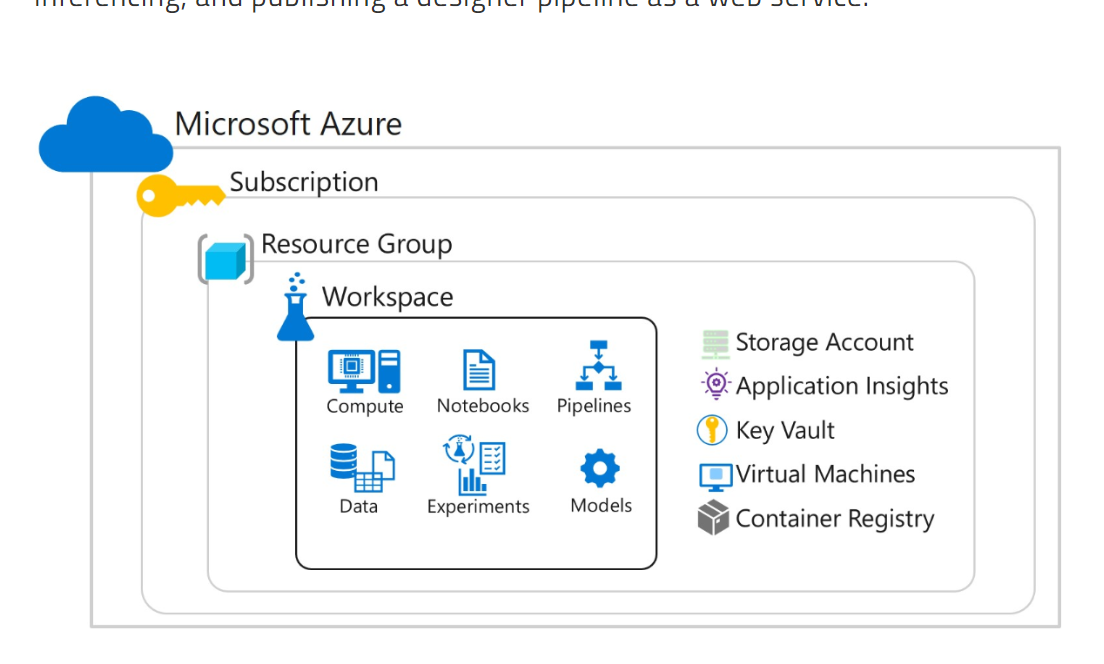 inferencing, and publishing a designer pipeline as a web service.
Microsoft Azure
Subscription
Resource Group
Workspace
Compute
Notebooks
Pipelines
Data
Experiments
Models
Storage Account
Application Insights
Key Vault
Virtual Machines
Container Registry